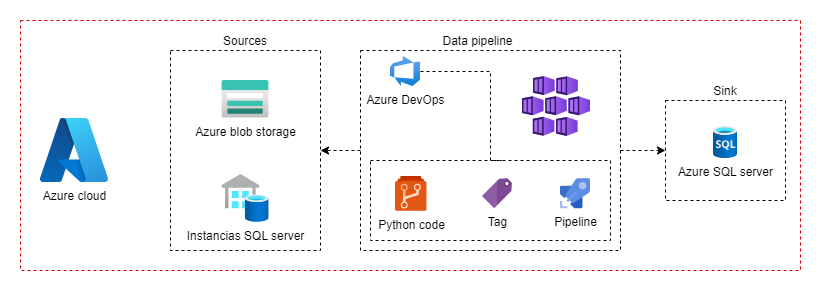 Sources
Data pipeline
Azure DevOps
Sink
Azure blob storage
SQL
Azure SQL server
Azure cloud
Instancias SQL server
Python code
Tag
Pipeline